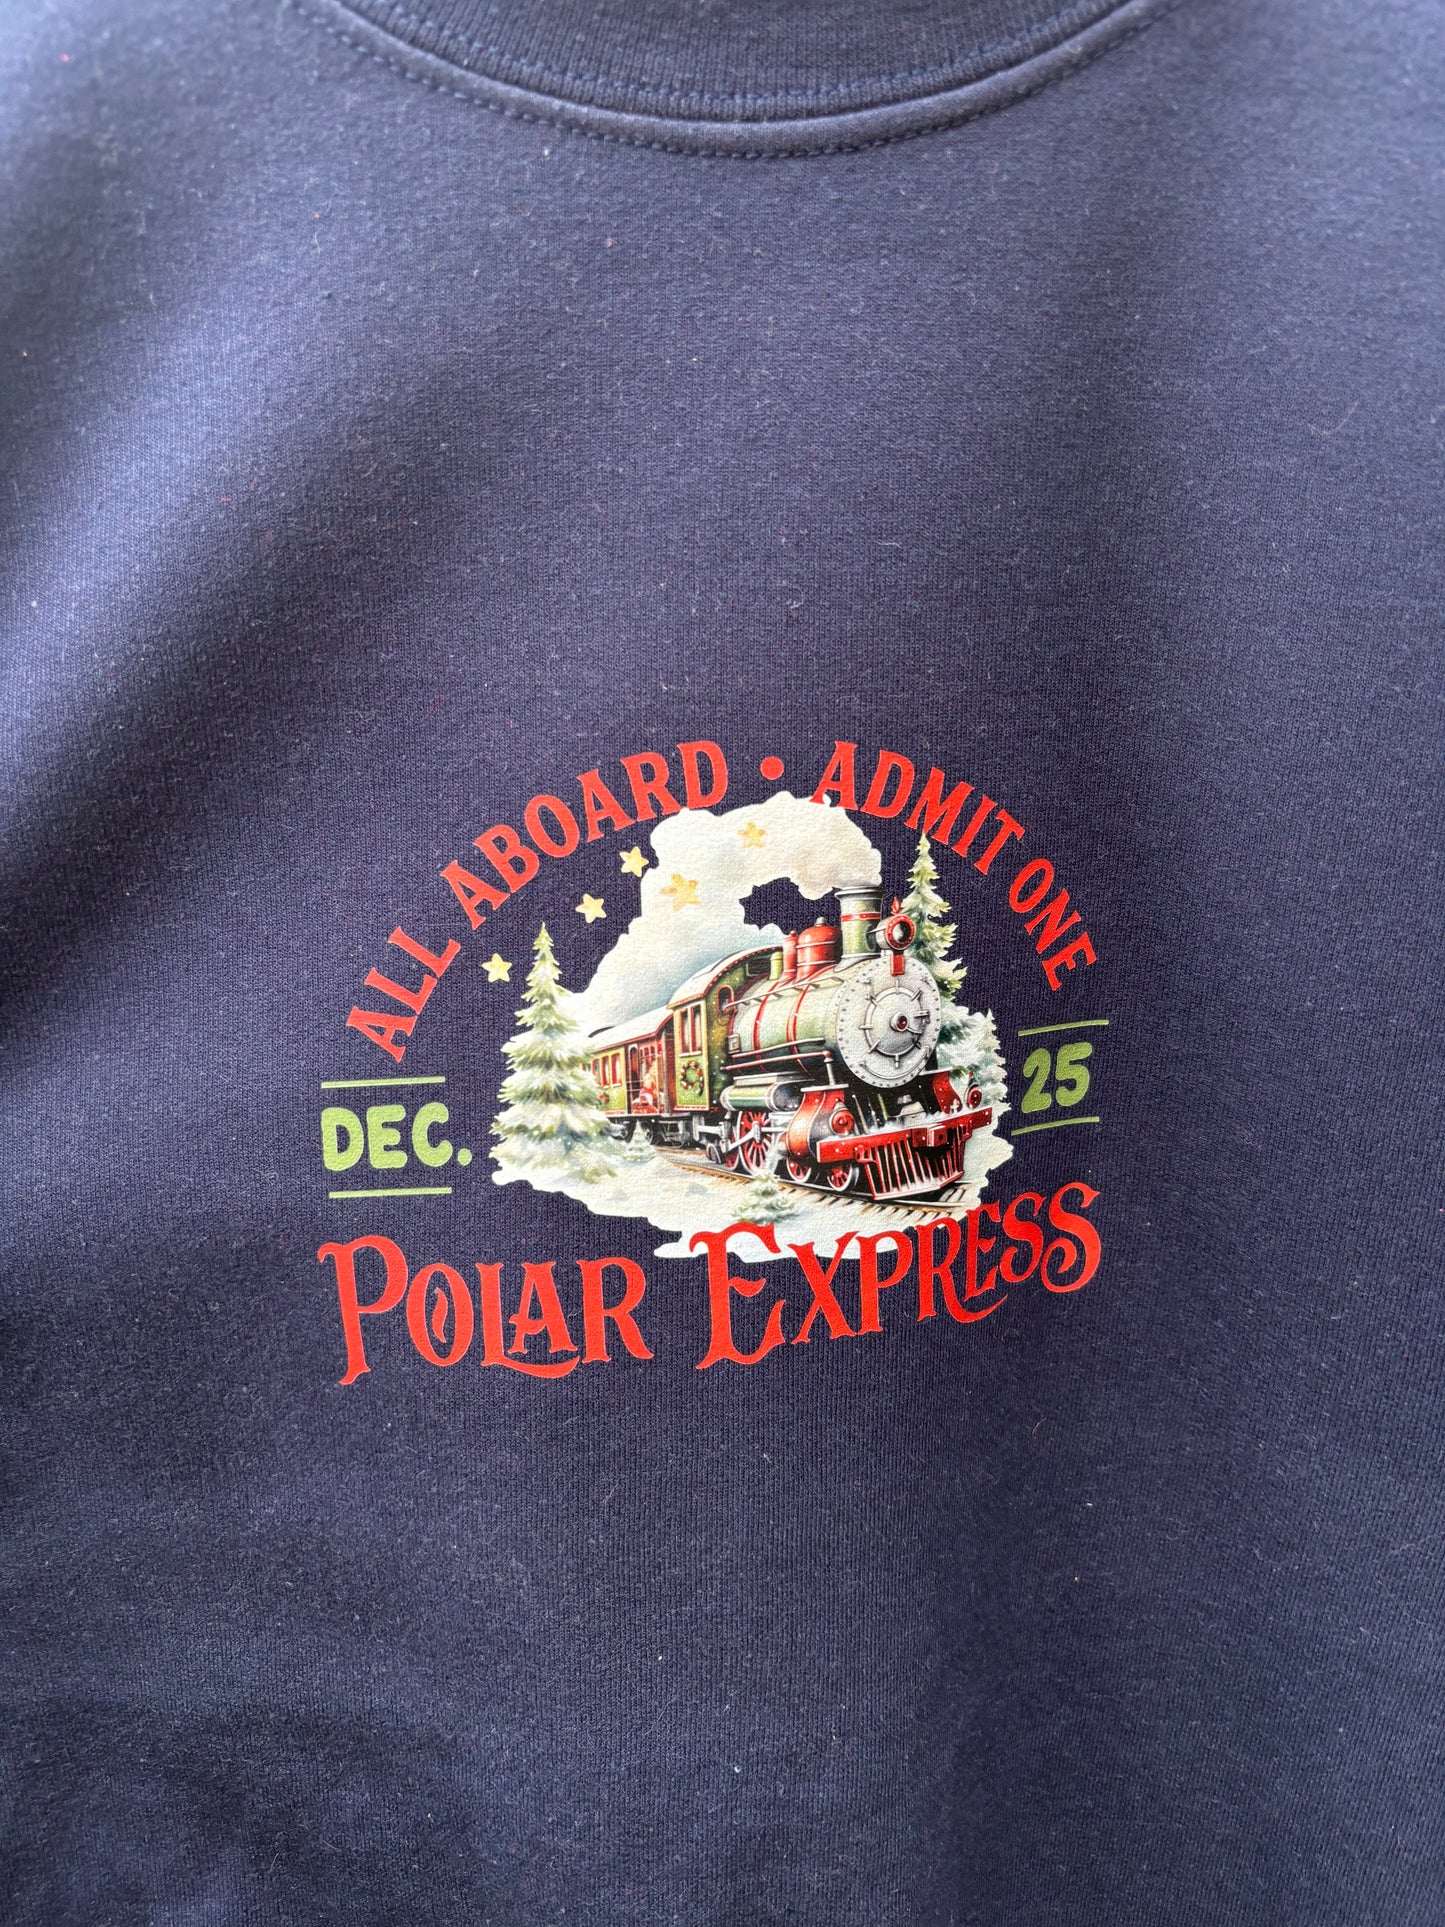 ALL ABOARD • ADMIT ONE
DEC.
25
POLAR EXPRESS